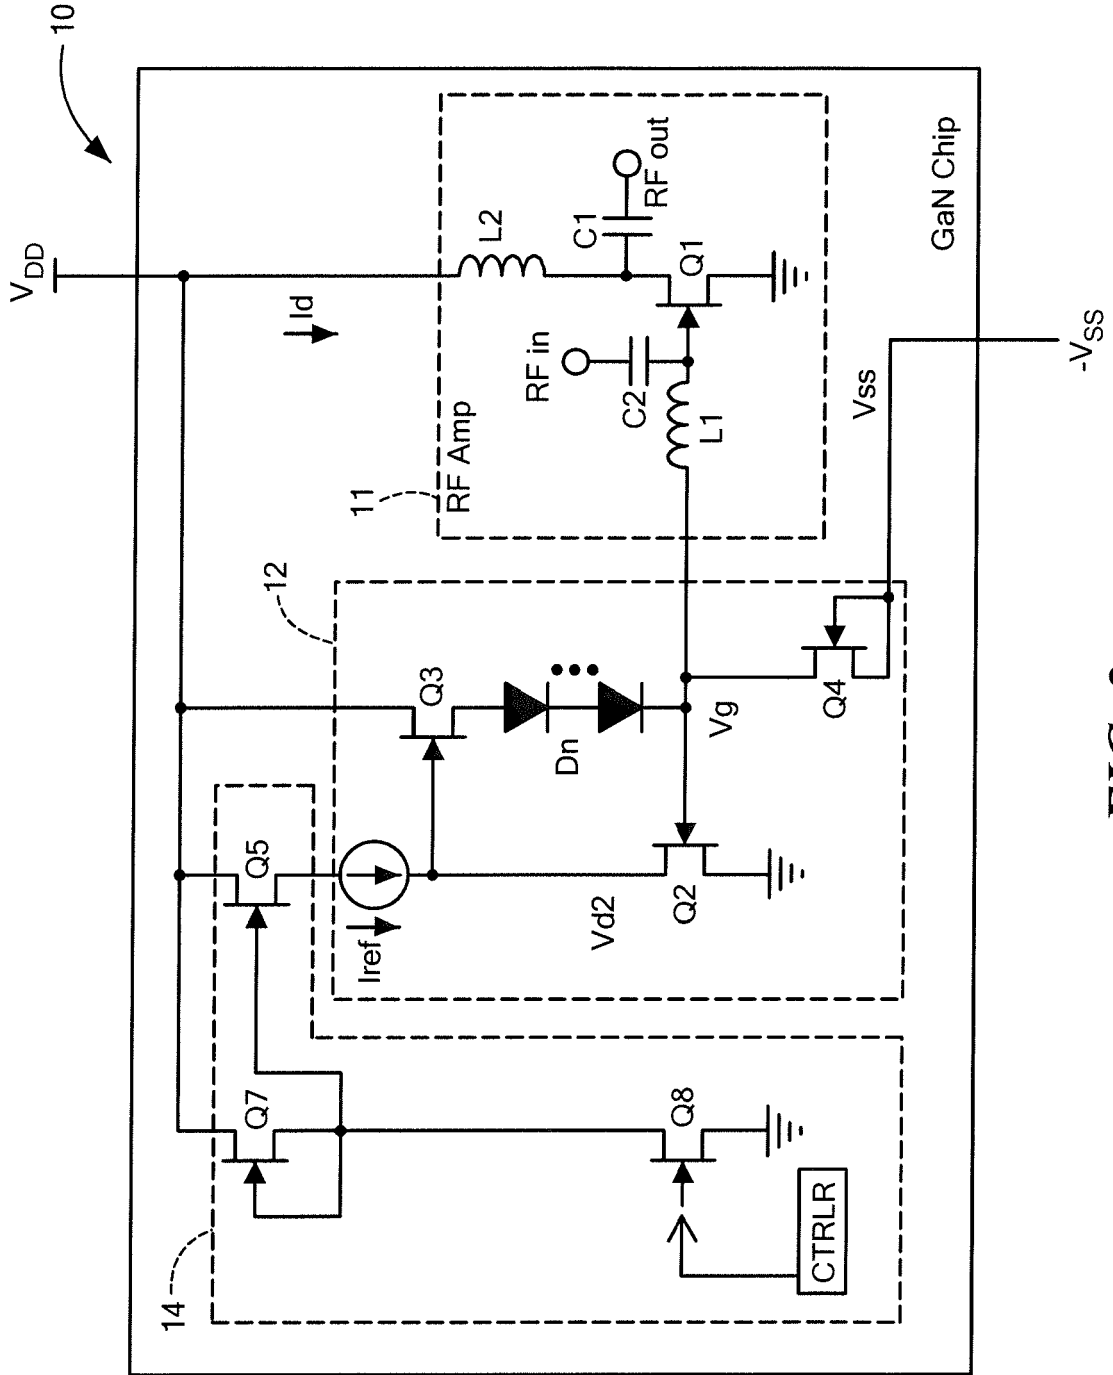 10
V_DD
14
Q7
Q5
12
Id
L2
Iref
Q3
11
RF Amp
C1
RF out
RF in
C2
Q1
Dn
L1
Vd2
Vg
Q8
Q2
Q4
Vss
CTRLR
GaN Chip
-V_SS
FIG.